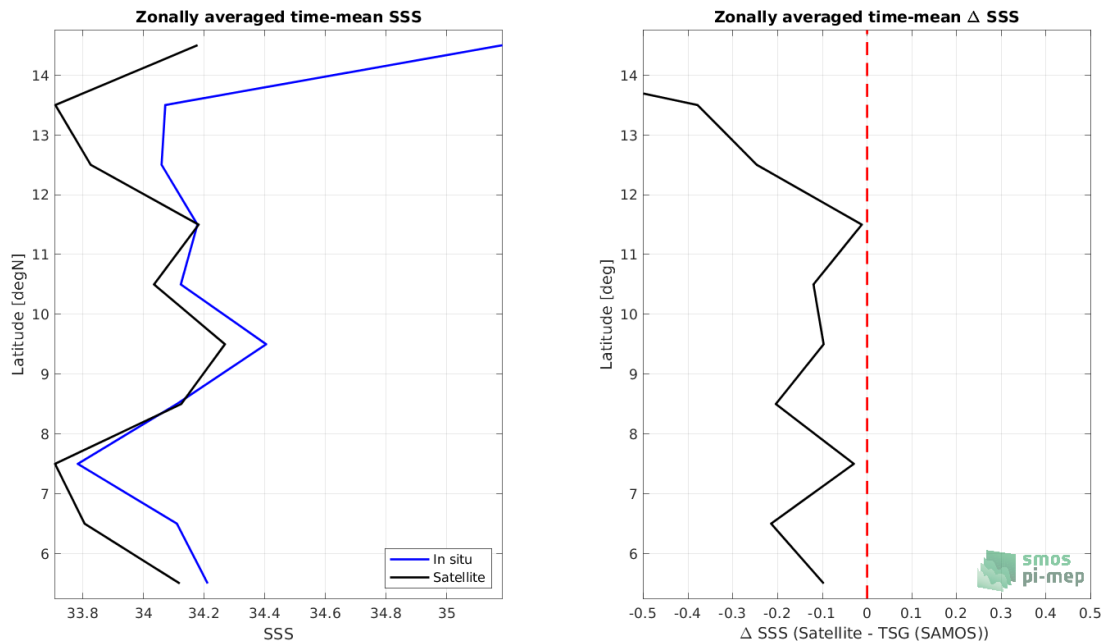 Zonally averaged time-mean SSS
14
13
12
11
10
9
8
7
6
Latitude [degN]
33.8 34 34.2 34.4 34.6 34.8 35
SSS
In situ
Satellite
Zonally averaged time-mean Δ SSS
14
13
12
11
10
9
8
7
6
Latitude [deg]
-0.5 -0.4 -0.3 -0.2 -0.1 0 0.1 0.2 0.3 0.4 0.5
Δ SSS (Satellite - TSG (SAMOS))
smos
pi-mep